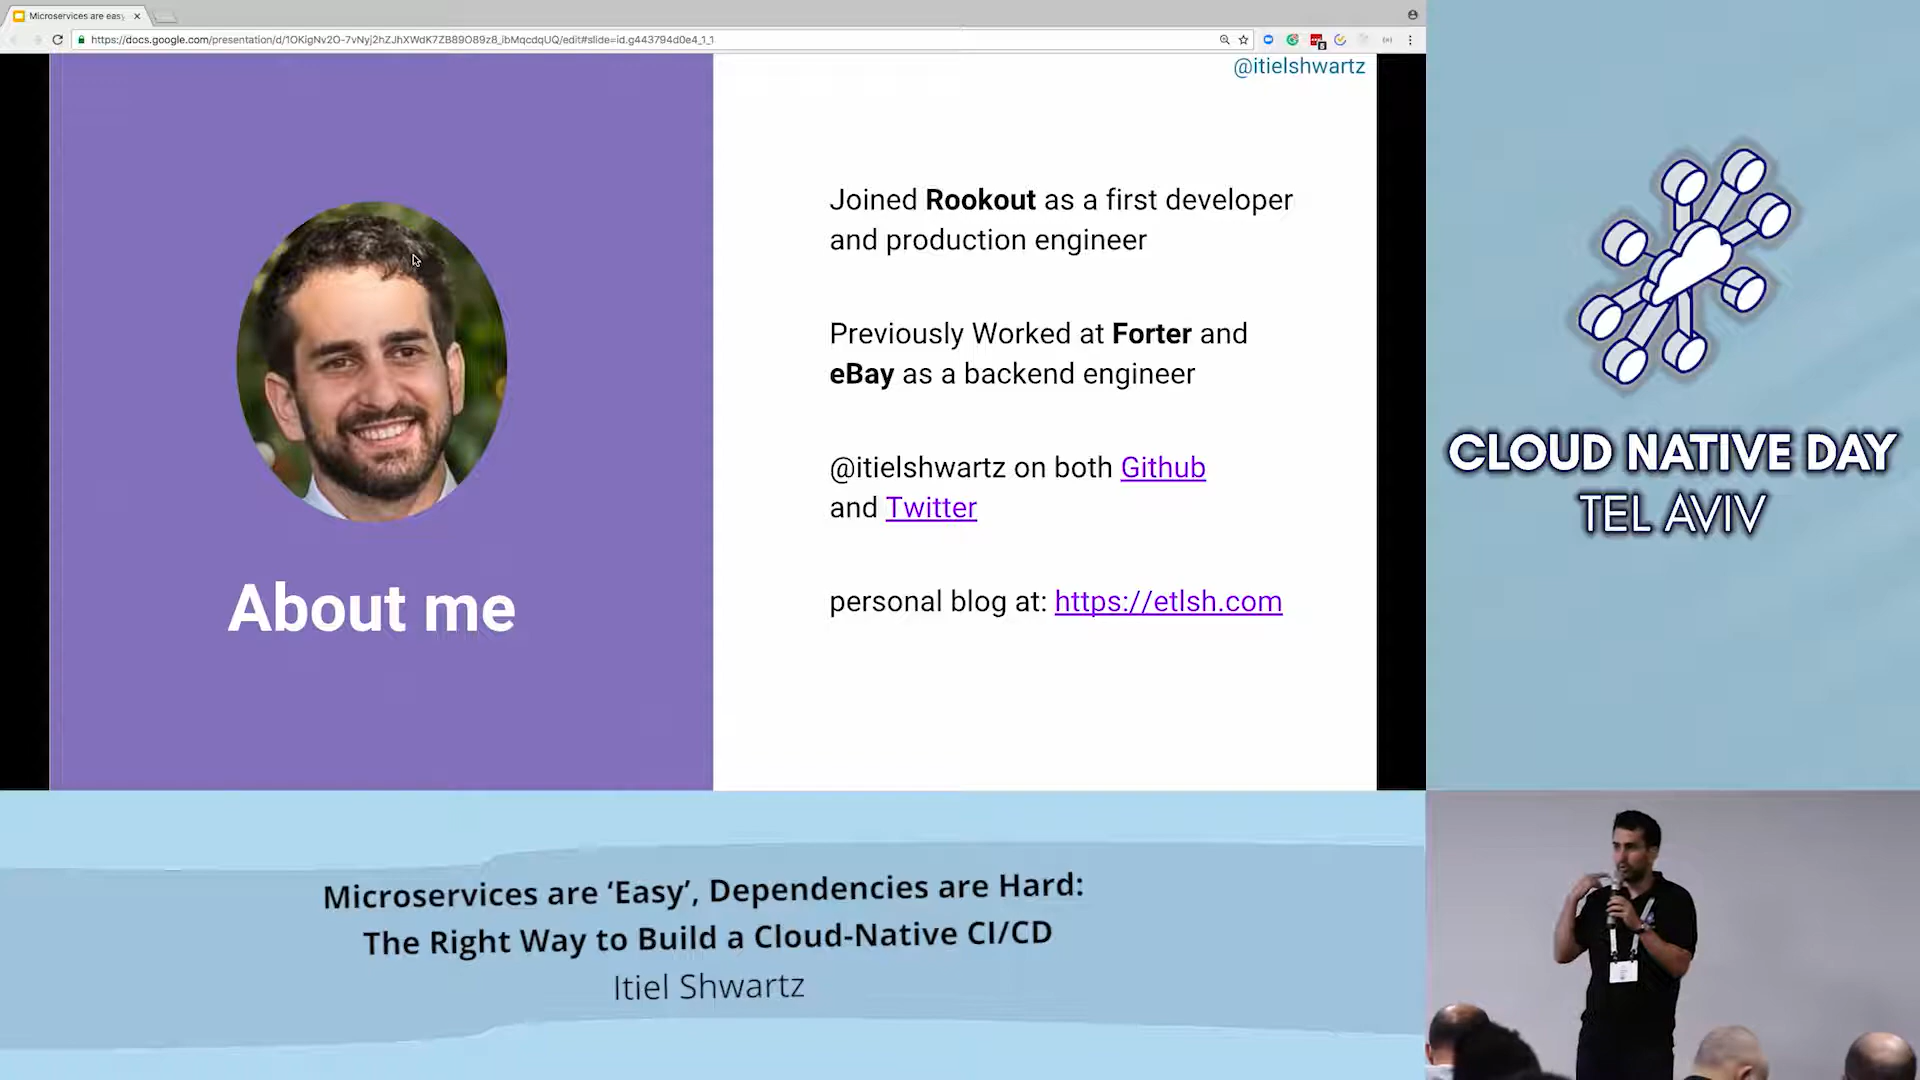 Microservices are easy
https://docs.google.com/presentation/d/1OKigNv2O-7vNyj2hZJhXWdK7ZB89O89z8_ibMqcdqUQ/edit#slide=id.g443794d0e4_1_1
@itielshwartz
Joined Rookout as a first developer
and production engineer
Previously Worked at Forter and
eBay as a backend engineer
@itielshwartz on both Github
and Twitter
personal blog at: https://etlsh.com
About me
CLOUD NATIVE DAY
TEL AVIV
Microservices are ‘Easy’, Dependencies are Hard:
The Right Way to Build a Cloud-Native CI/CD
Itiel Shwartz